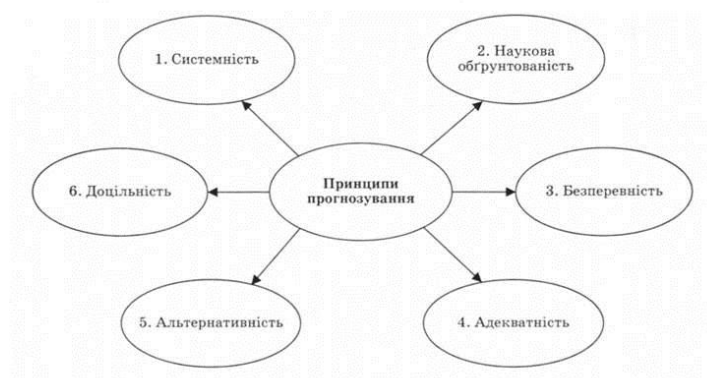 1. Системність
2. Наукова
обґрунтованість
Принципи
прогнозування
3. Безперевність
4. Адекватність
5. Альтернативність
6. Доцільність